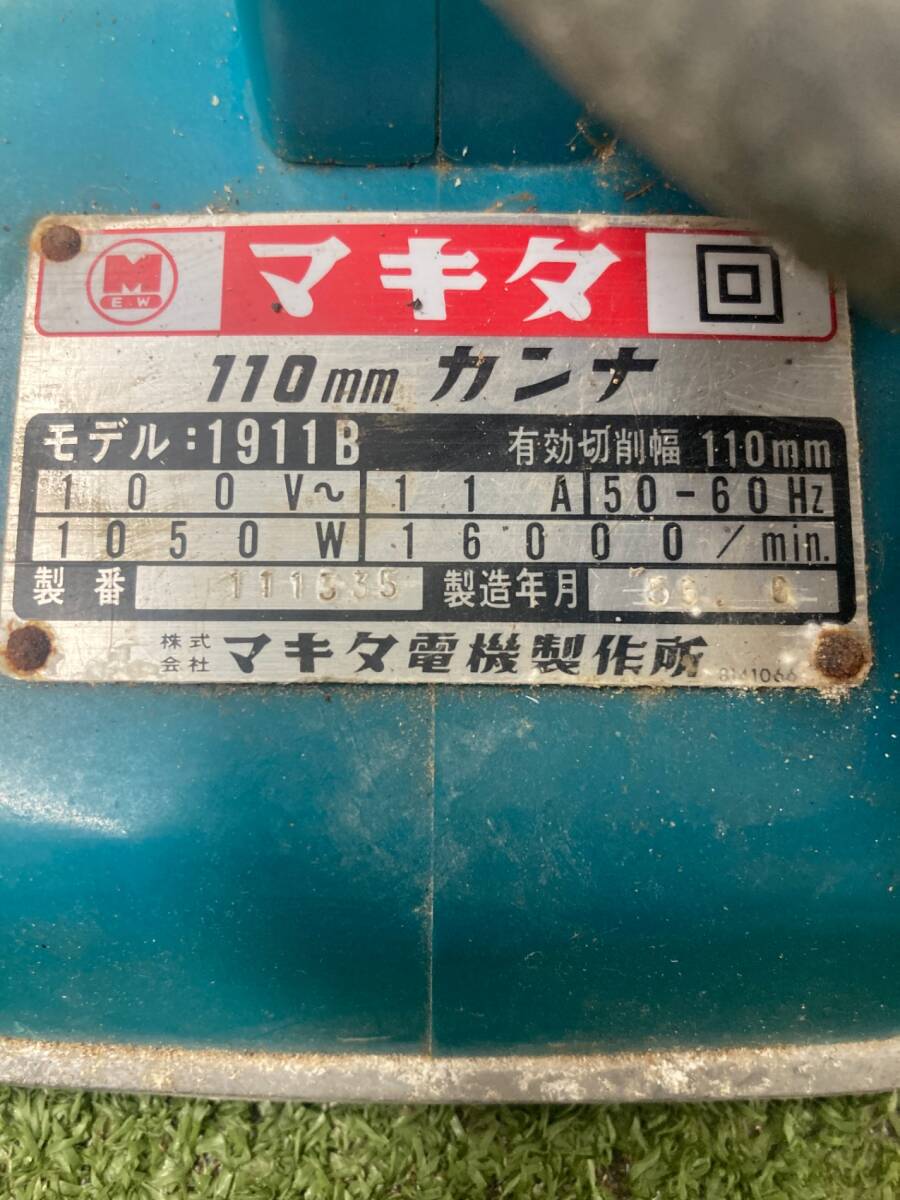 M
E.W
マキタ
110mm カンナ
モデル:1911B 有効切削幅 110mm
100V～ 11A 50-60Hz
1050W 16000/min.
製番 製造年月
株式会社 マキタ電機製作所